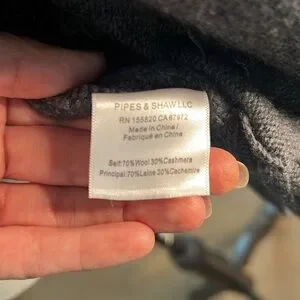 PIPES & SHAW LLC
RN 155820 CA 67972
Made in China /
Fabriqué en China
Self:70%Wool 30%Cashmere
Principal:70%Laine 30%Cachemire